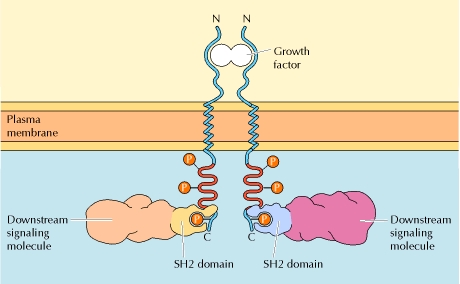 N N
Growth
factor
Plasma
membrane
P P
P P
Downstream
signaling
molecule
P P
Downstream
signaling
molecule
C C
SH2 domain SH2 domain